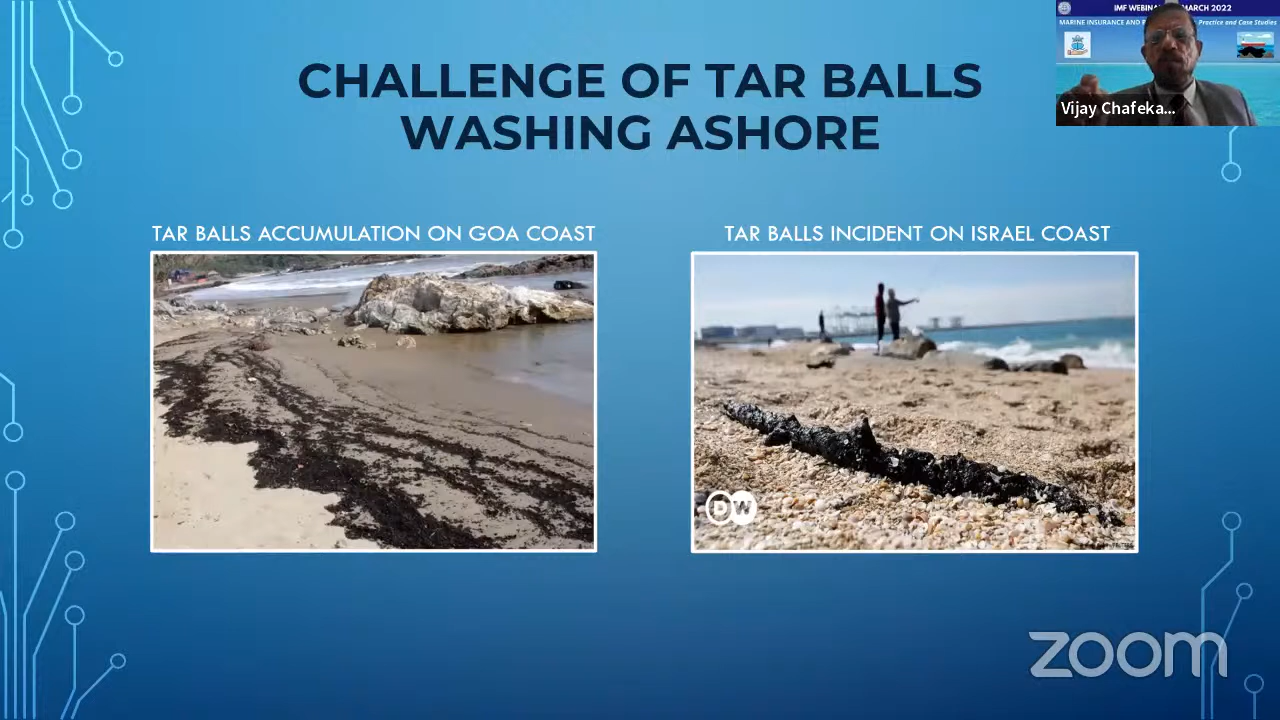 CHALLENGE OF TAR BALLS
WASHING ASHORE
IMF WEBINA MARCH 2022
MARINE INSURANCE AND Practice and Case Studies
Vijay Chafeka...
TAR BALLS ACCUMULATION ON GOA COAST
TAR BALLS INCIDENT ON ISRAEL COAST
DW
zoom